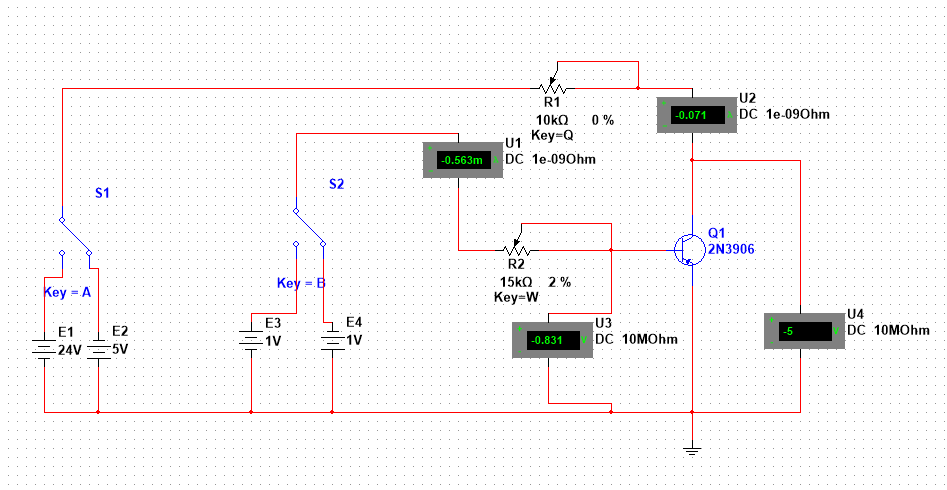 R1
10kΩ 0 %
Key=Q
U2
-0.071 A
DC 1e-09Ohm
U1
-0.563m A
DC 1e-09Ohm
S1
S2
Q1
2N3906
R2
15kΩ 2 %
Key=W
Key = A
Key = B
E1
24V
E2
5V
E3
1V
E4
1V
U3
-0.831 V
DC 10MOhm
U4
-5 V
DC 10MOhm